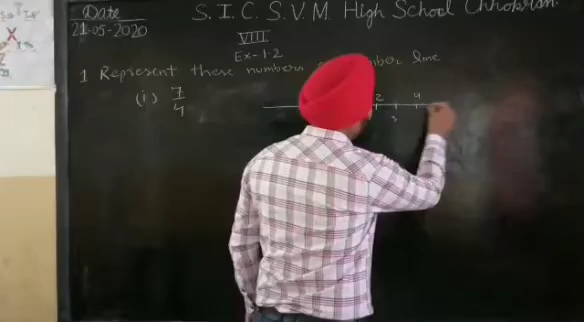 Date
21-05-2020
S. I. C. S. V. M. High School
VIII
Ex-1.2
1 Represent these numbers line
(i) 7/4
2 4
3